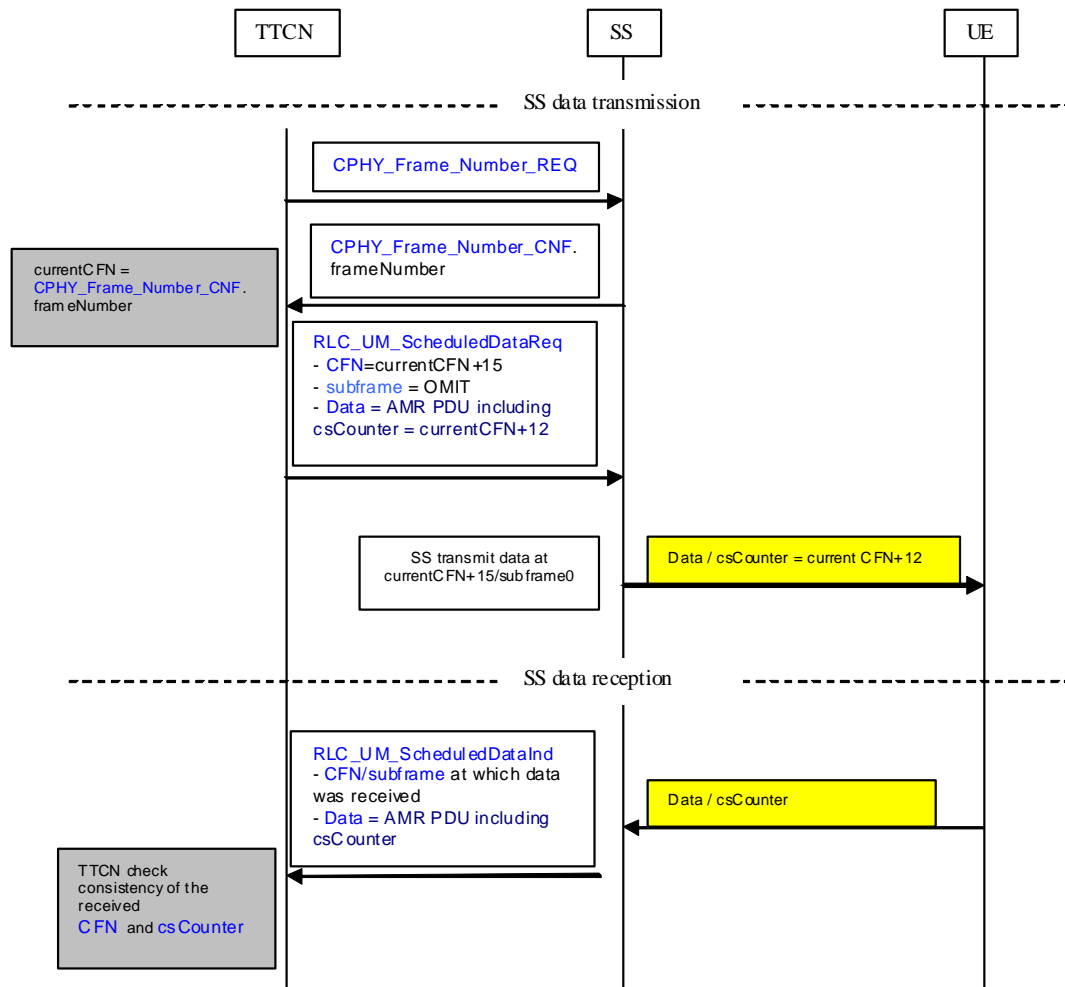 TTCN
SS
UE
SS data transmission
CPHY_Frame_Number_REQ
CPHY_Frame_Number_CNF.
frameNumber
currentCFN =
CPHY_Frame_Number_CNF.
frameNumber
RLC_UM_ScheduledDataReq
- CFN=currentCFN+15
- subframe = OMIT
- Data = AMR PDU including
csCounter = currentCFN+12
SS transmit data at
currentCFN+15/subframe0
Data / csCounter = current CFN+12
SS data reception
RLC_UM_ScheduledDataInd
- CFN/subframe at which data
was received
- Data = AMR PDU including
csCounter
Data / csCounter
TTCN check
consistency of the
received
CFN and csCounter